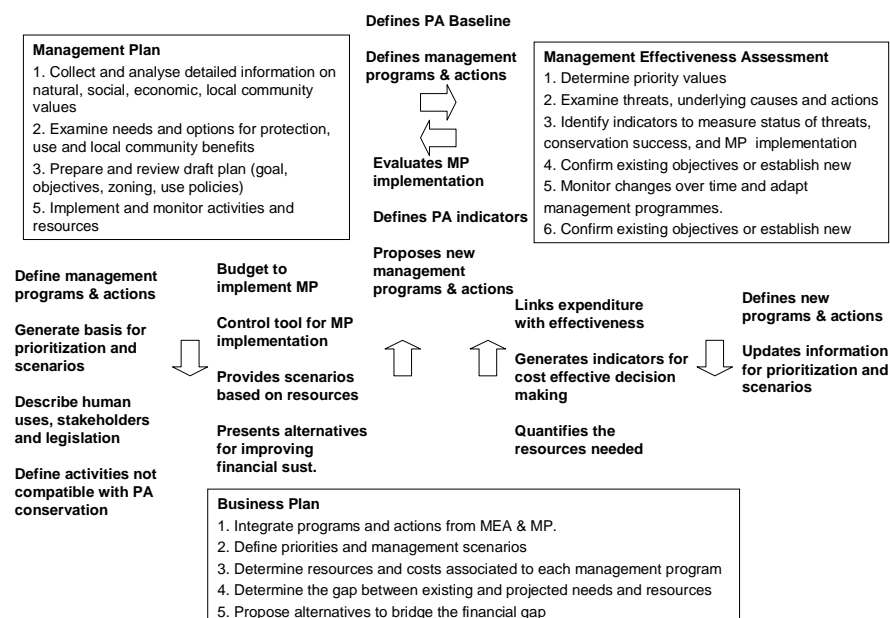 Defines PA Baseline
Defines management
programs & actions
Management Plan
1. Collect and analyse detailed information on
natural, social, economic, local community
values
2. Examine needs and options for protection,
use and local community benefits
3. Prepare and review draft plan (goal,
objectives, zoning, use policies)
5. Implement and monitor activities and
resources
Evaluates MP
implementation
Defines PA indicators
Proposes new
management
programs & actions
Management Effectiveness Assessment
1. Determine priority values
2. Examine threats, underlying causes and actions
3. Identify indicators to measure status of threats,
conservation success, and MP implementation
4. Confirm existing objectives or establish new
5. Monitor changes over time and adapt
management programmes.
6. Confirm existing objectives or establish new
Define management
programs & actions
Generate basis for
prioritization and
scenarios
Describe human
uses, stakeholders
and legislation
Define activities not
compatible with PA
conservation
Budget to
implement MP
Control tool for MP
implementation
Provides scenarios
based on resources
Presents alternatives
for improving
financial sust.
Links expenditure
with effectiveness
Generates indicators for
cost effective decision
making
Quantifies the
resources needed
Defines new
programs & actions
Updates information
for prioritization and
scenarios
Business Plan
1. Integrate programs and actions from MEA & MP.
2. Define priorities and management scenarios
3. Determine resources and costs associated to each management program
4. Determine the gap between existing and projected needs and resources
5. Propose alternatives to bridge the financial gap